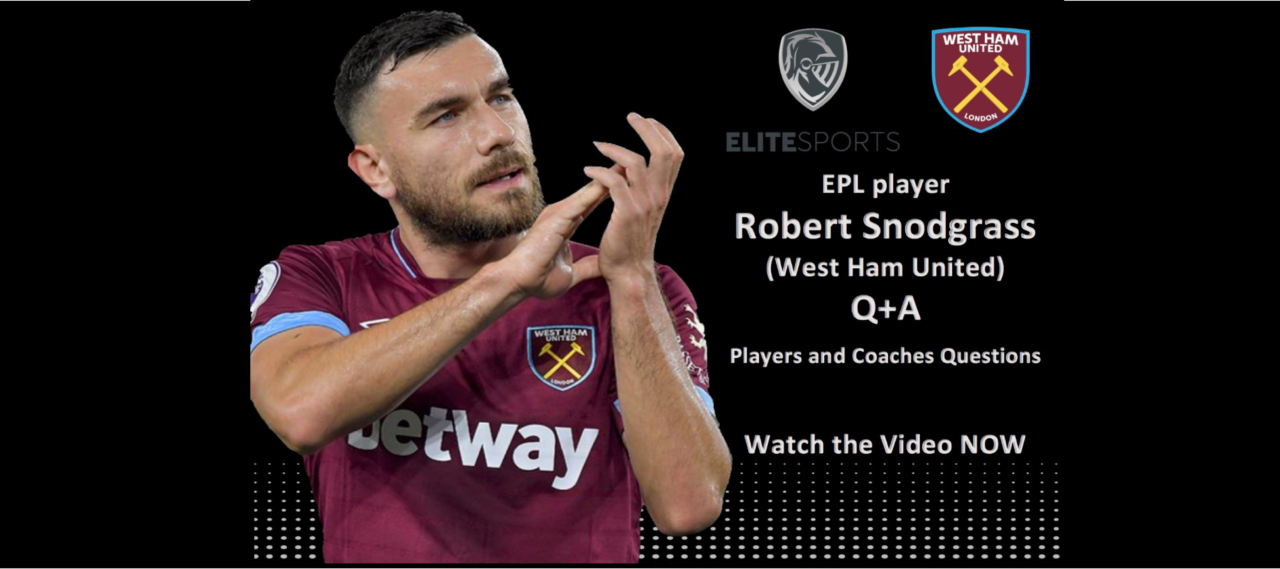 WEST HAM
UNITED
LONDON
ELITESPORTS
EPL player
Robert Snodgrass
(West Ham United)
Q+A
Players and Coaches Questions
Watch the Video NOW
WEST HAM
UNITED
LONDON
betway